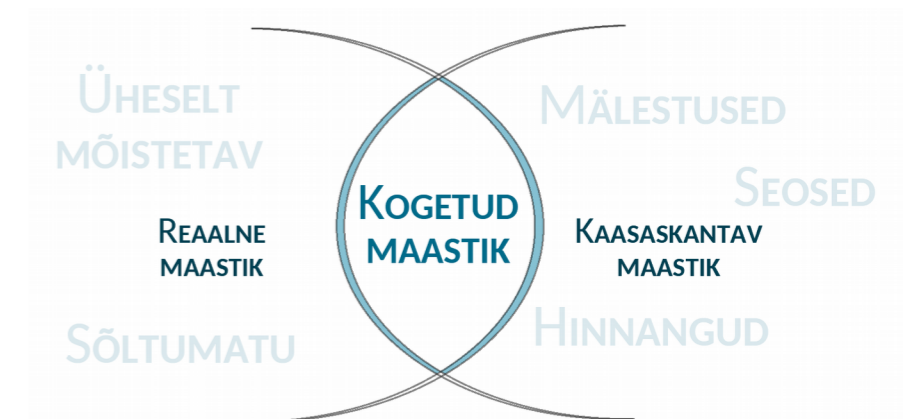 ÜHESELT
MÕISTETAV
REAALNE
MAASTIK
SÕLTUMATU
KOGETUD
MAASTIK
MÄLESTUSED
SEOSED
KAASASKANTAV
MAASTIK
HINNANGUD